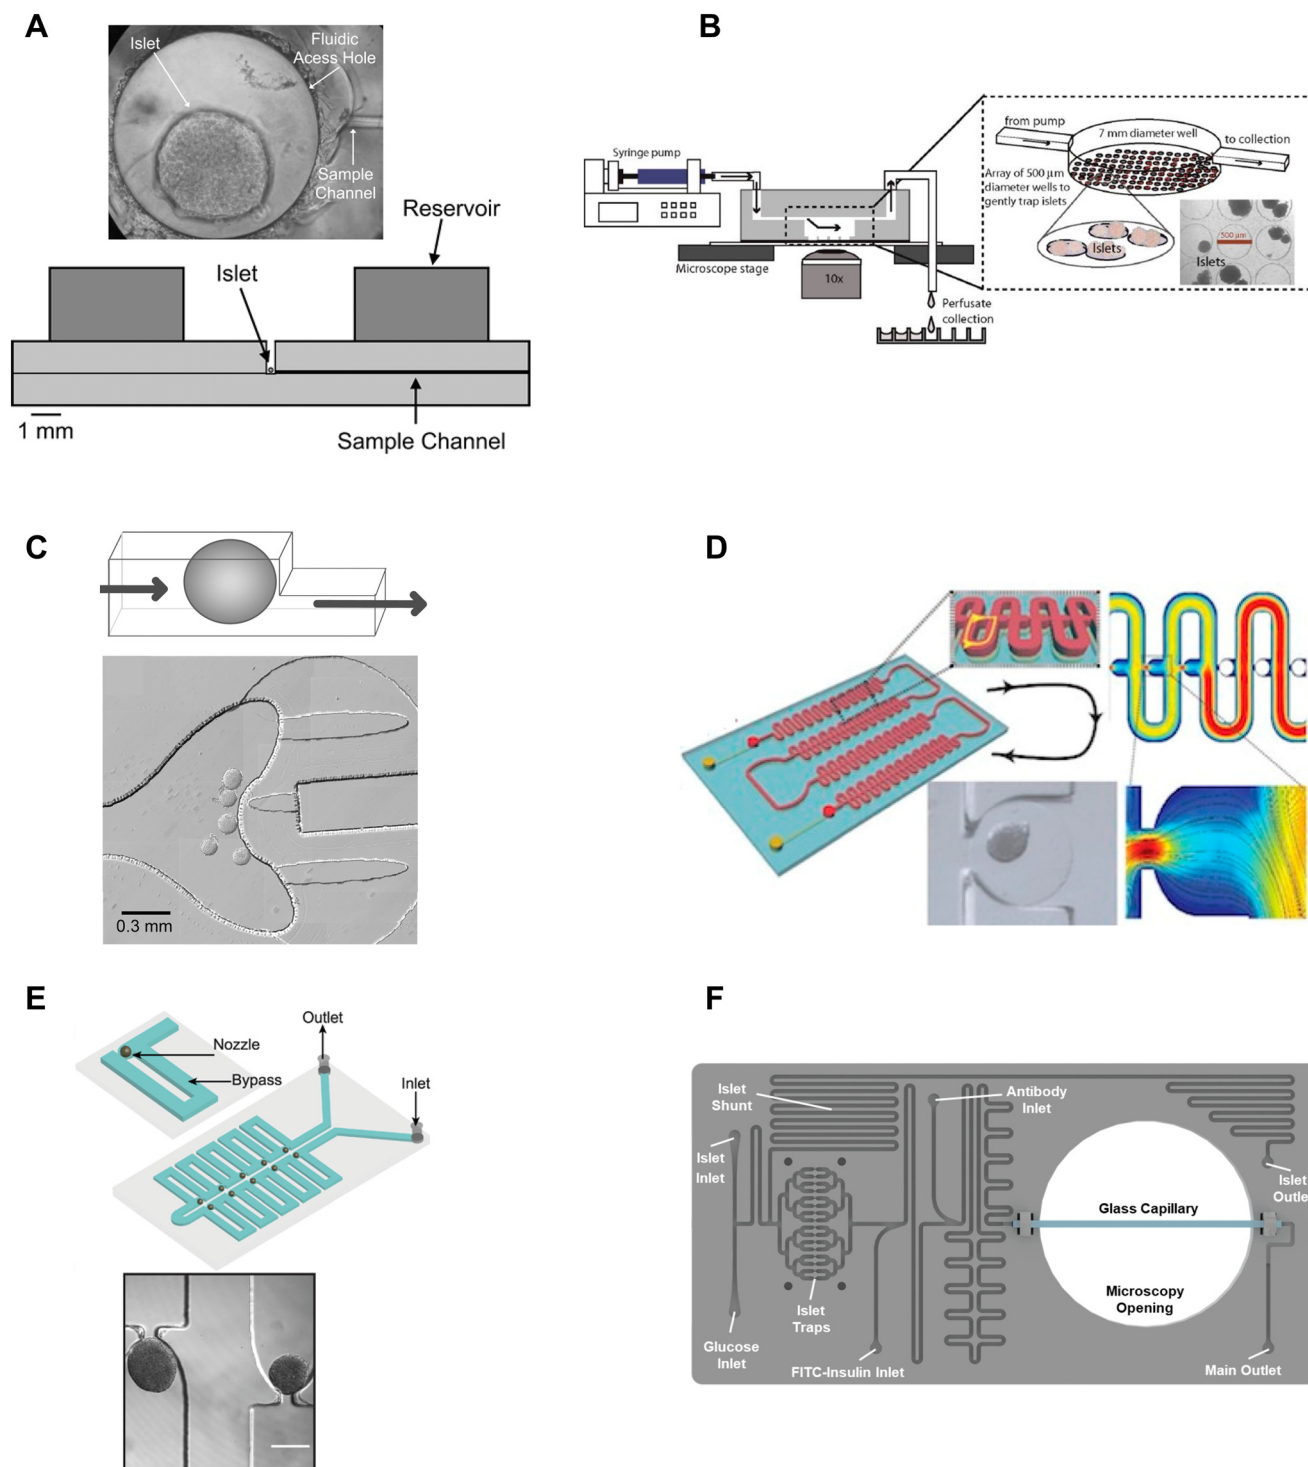 A
Islet
Fluidic
Acess Hole
Sample
Channel
Reservoir
Islet
1 mm
Sample Channel
B
Syringe pump
Microscope stage
10x
Perfusate
collection
from pump
7 mm diameter well
to collection
Array of 500 µm
diameter wells to
gently trap islets
Islets
500 µm
Islets
C
0.3 mm
D
E
Outlet
Nozzle
Bypass
Inlet
F
Islet
Shunt
Antibody
Inlet
Islet
Inlet
Islet
Outle
Glass Capillary
Microscopy
Opening
Islet
Traps
Glucose
Inlet
FITC-Insulin Inlet
Main Outlet